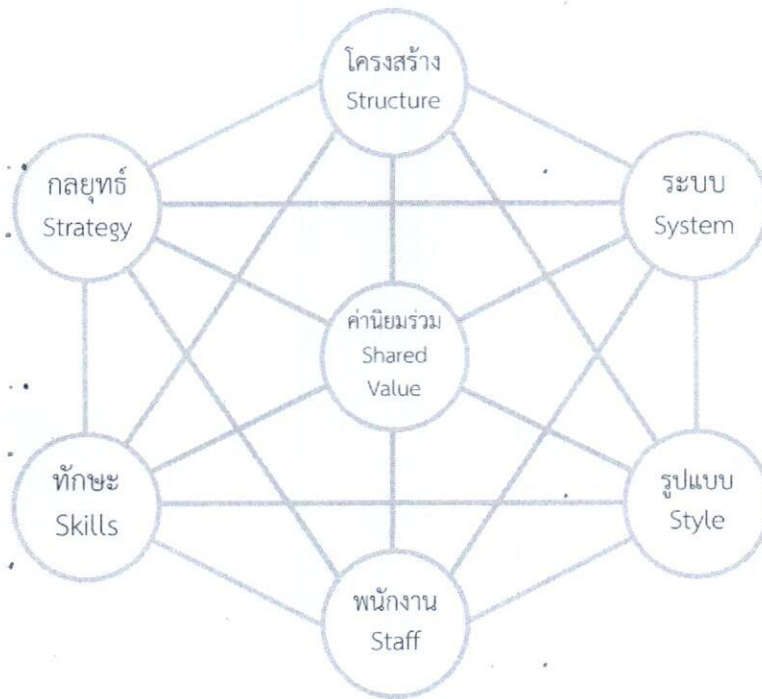 โครงสร้าง
Structure
กลยุทธ์
Strategy
ระบบ
System
ค่านิยมร่วม
Shared
Value
ทักษะ
Skills
รูปแบบ
Style
พนักงาน
Staff